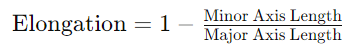 Elongation = 1 − Minor Axis Length / Major Axis Length